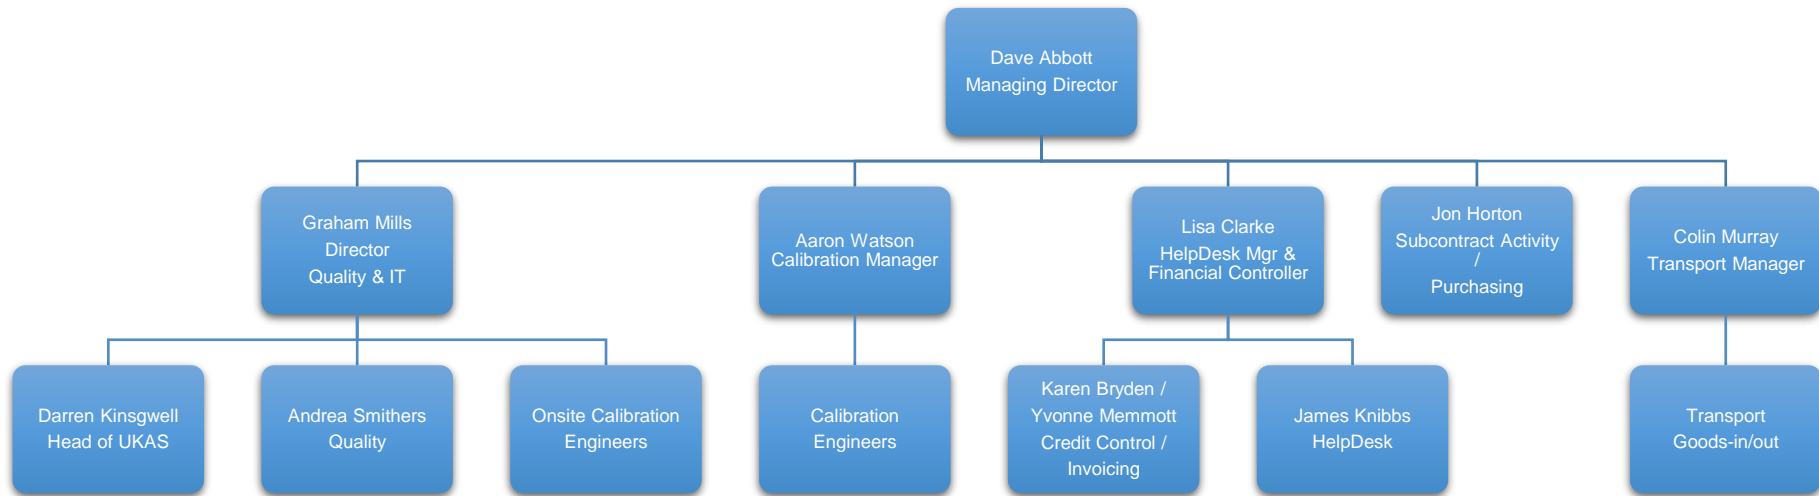 Dave Abbott
Managing Director
Graham Mills
Director
Quality & IT
Aaron Watson
Calibration Manager
Lisa Clarke
HelpDesk Mgr &
Financial Controller
Jon Horton
Subcontract Activity
/
Purchasing
Colin Murray
Transport Manager
Darren Kinsgwell
Head of UKAS
Andrea Smithers
Quality
Onsite Calibration
Engineers
Calibration
Engineers
Karen Bryden /
Yvonne Memmott
Credit Control /
Invoicing
James Knibbs
HelpDesk
Transport
Goods-in/out